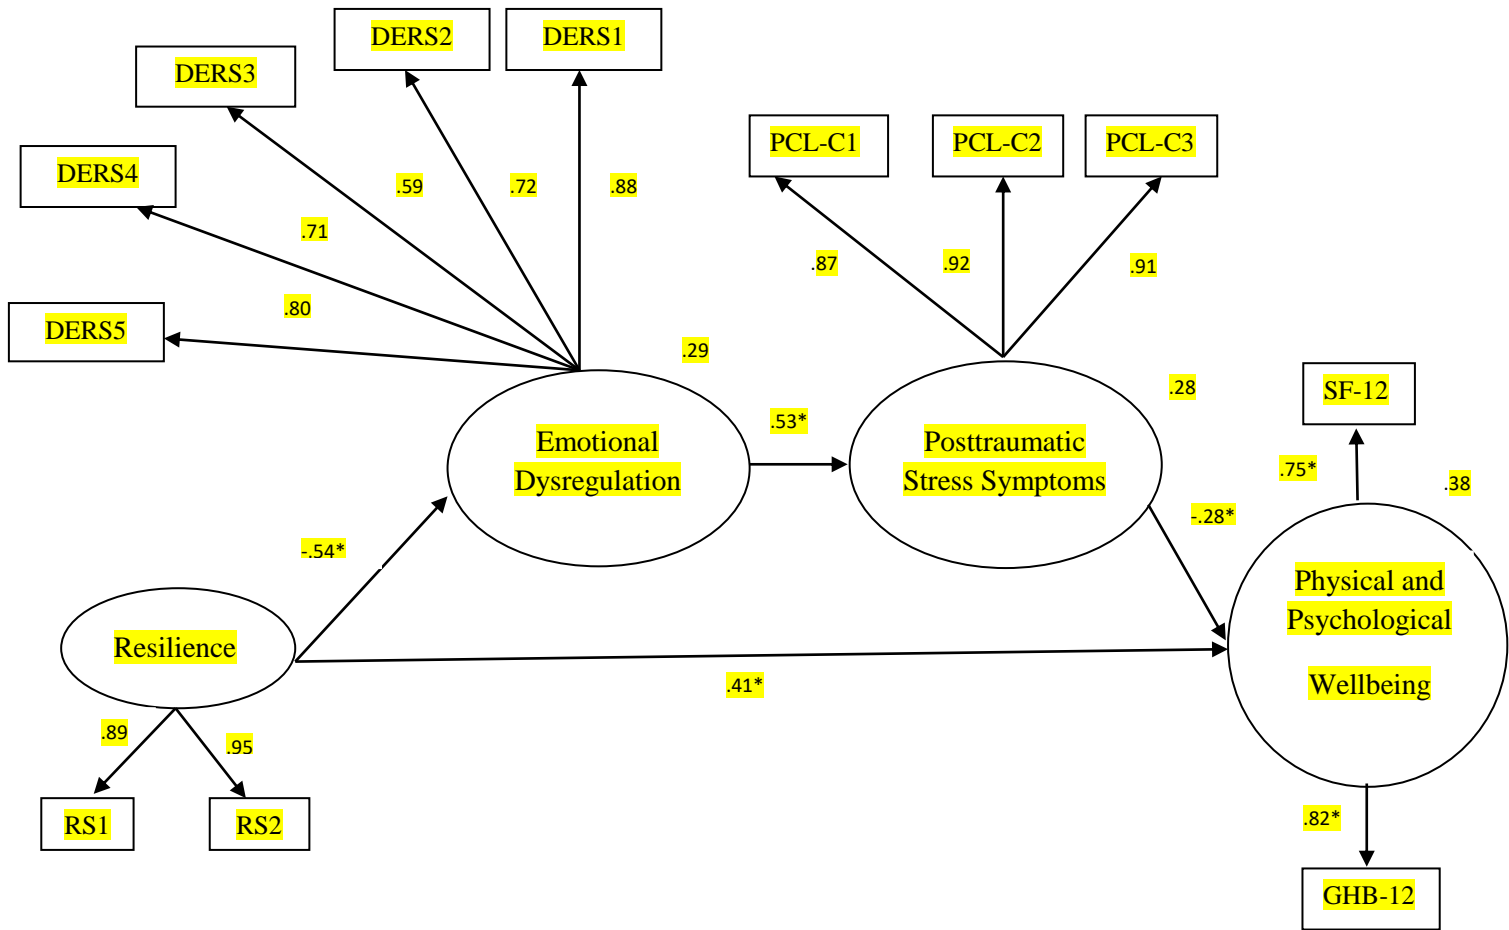 DERS2
DERS1
DERS3
PCL-C1
PCL-C2
PCL-C3
DERS4
.59
.72
.88
.71
.87
.92
.91
.80
DERS5
.29
.28
SF-12
.53*
Emotional
Dysregulation
Posttraumatic
Stress Symptoms
.75*
.38
-.28*
-.54*
Physical and
Psychological
Wellbeing
Resilience
.41*
.89
.95
RS1
RS2
.82*
GHB-12